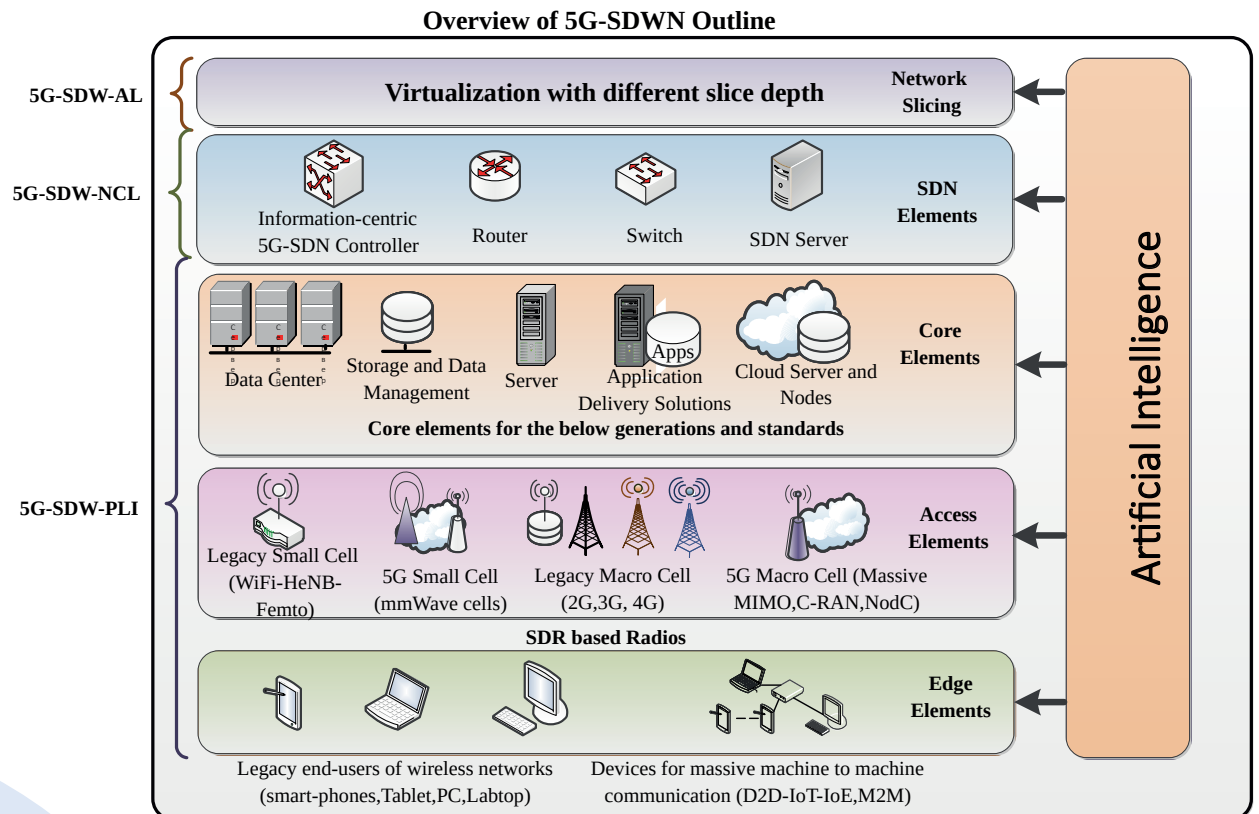 Overview of 5G-SDWN Outline
5G-SDW-AL
Virtualization with different slice depth
Network
Slicing
5G-SDW-NCL
Information-centric
5G-SDN Controller
Router
Switch
SDN Server
SDN
Elements
Data Center
Storage and Data
Management
Server
Apps
Application
Delivery Solutions
Cloud Server and
Nodes
Core
Elements
Core elements for the below generations and standards
5G-SDW-PLI
Legacy Small Cell
(WiFi-HeNB-
Femto)
5G Small Cell
(mmWave cells)
Legacy Macro Cell
(2G,3G, 4G)
5G Macro Cell (Massive
MIMO,C-RAN,NodC)
Access
Elements
SDR based Radios
Edge
Elements
Legacy end-users of wireless networks
(smart-phones,Tablet,PC,Labtop)
Devices for massive machine to machine
communication (D2D-IoT-IoE,M2M)
Artificial Intelligence